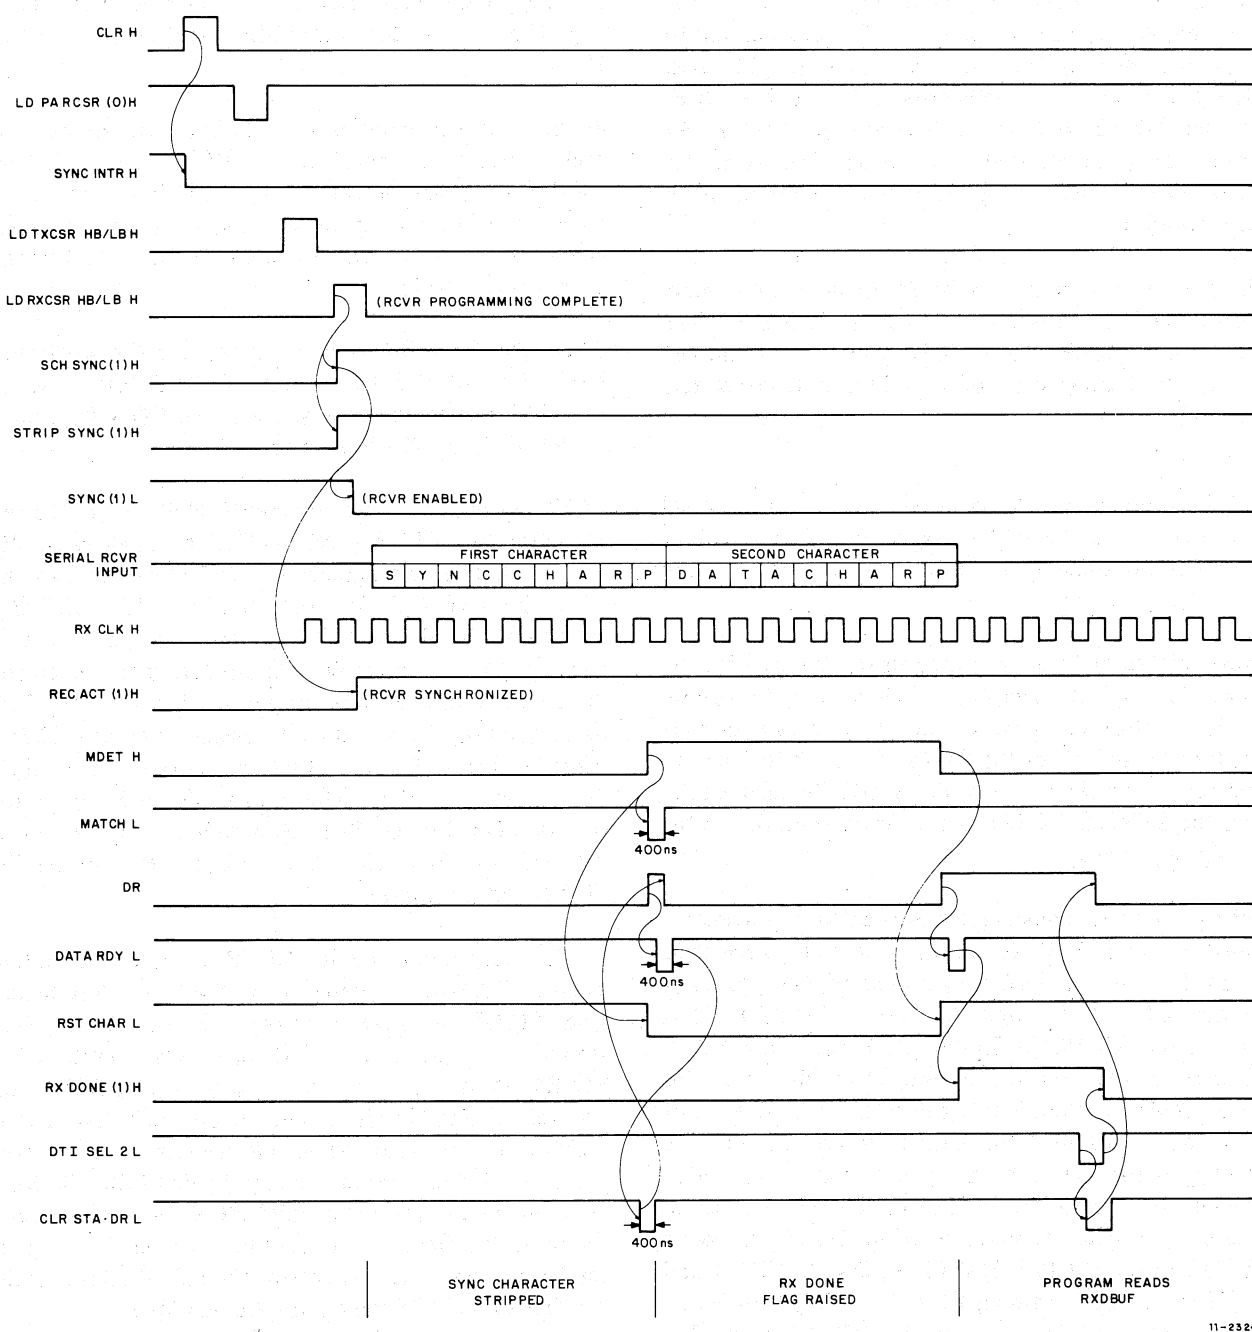 CLR H
LD PARCSR (0)H
SYNC INTR H
LD TXCSR HB/LB H
LD RXCSR HB/LB H
(RCVR PROGRAMMING COMPLETE)
SCH SYNC(1)H
STRIP SYNC (1)H
SYNC (1) L
(RCVR ENABLED)
SERIAL RCVR
INPUT
FIRST CHARACTER
SECOND CHARACTER
S Y N C C H A R P D A T A C H A R P
RX CLK H
REC ACT (1)H
(RCVR SYNCHRONIZED)
MDET H
MATCH L
400ns
DR
DATA RDY L
400ns
RST CHAR L
RX DONE (1) H
DTI SEL 2 L
CLR STA·DR L
400ns
SYNC CHARACTER
STRIPPED
RX DONE
FLAG RAISED
PROGRAM READS
RXDBUF